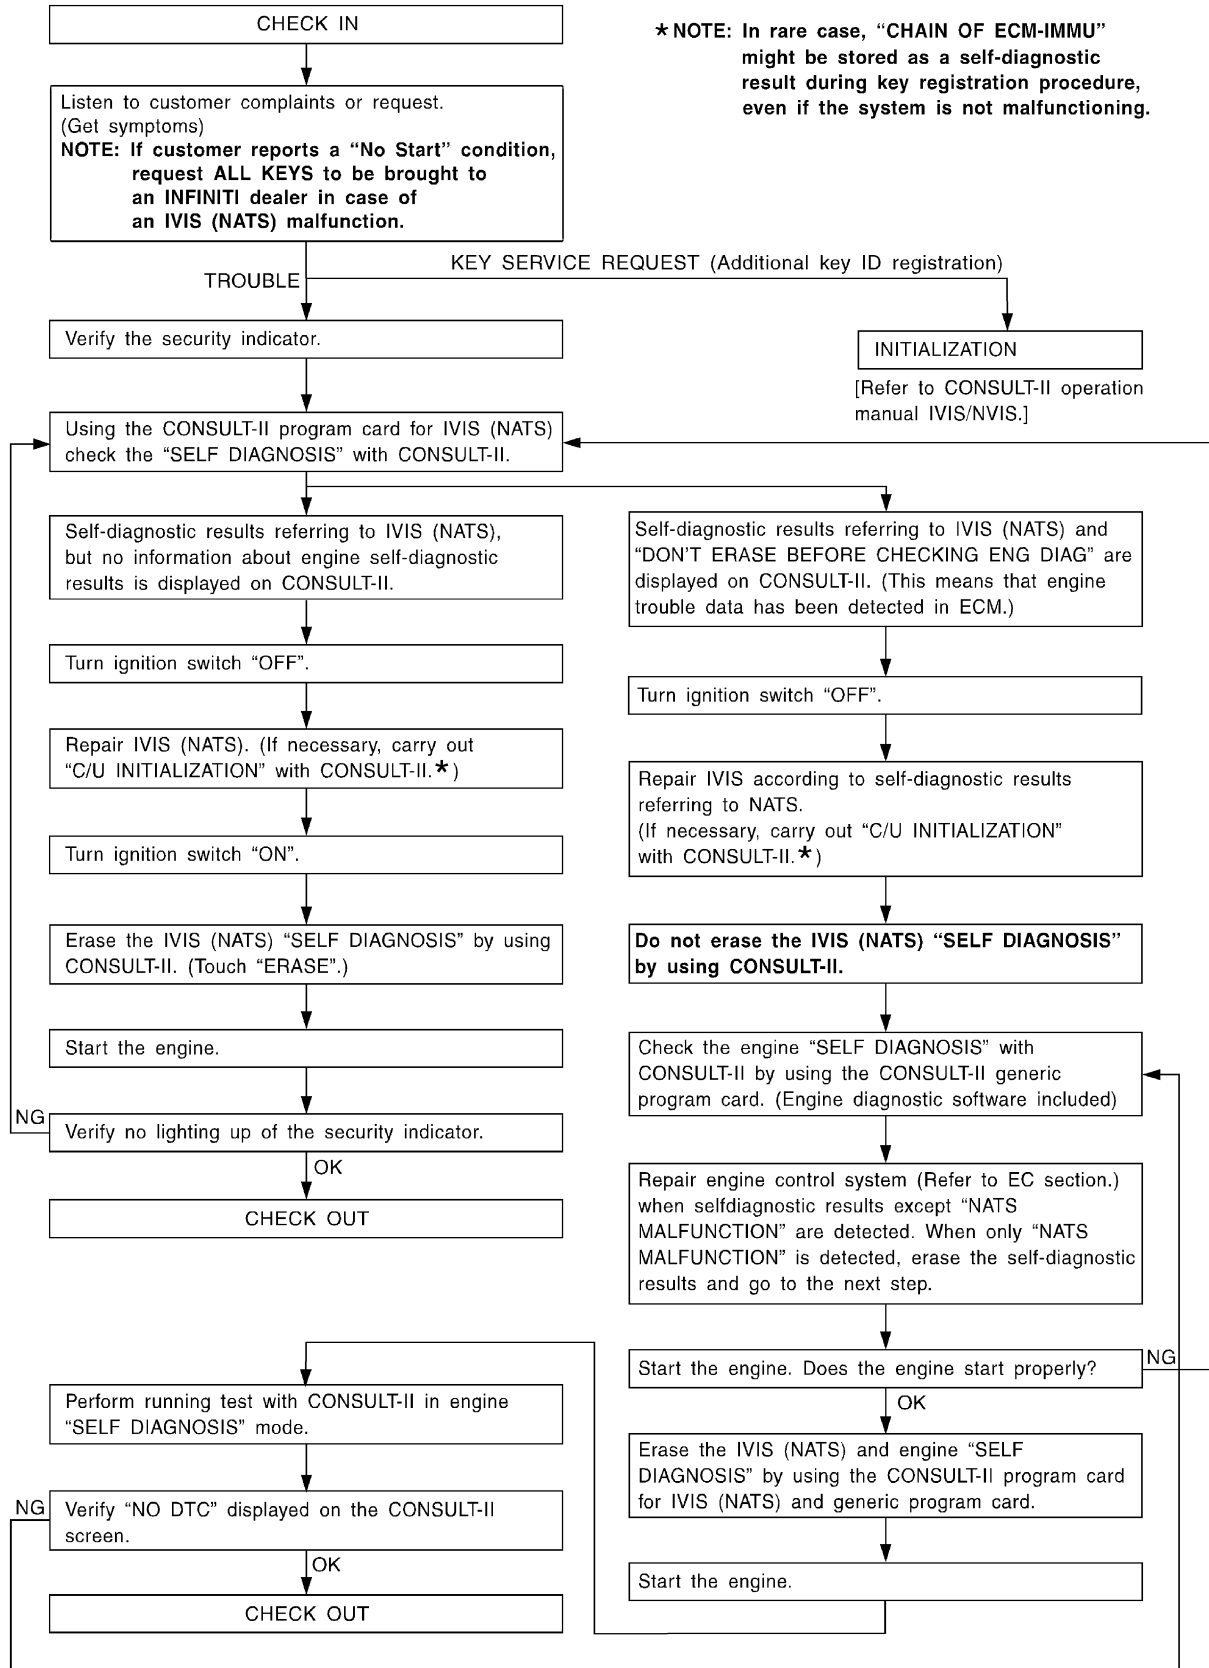 CHECK IN
* NOTE: In rare case, “CHAIN OF ECM-IMMU”
might be stored as a self-diagnostic
result during key registration procedure,
even if the system is not malfunctioning.
Listen to customer complaints or request.
(Get symptoms)
NOTE: If customer reports a “No Start” condition,
request ALL KEYS to be brought to
an INFINITI dealer in case of
an IVIS (NATS) malfunction.
KEY SERVICE REQUEST (Additional key ID registration)
TROUBLE
Verify the security indicator.
INITIALIZATION
[Refer to CONSULT-II operation
manual IVIS/NVIS.]
Using the CONSULT-II program card for IVIS (NATS)
check the “SELF DIAGNOSIS” with CONSULT-II.
Self-diagnostic results referring to IVIS (NATS),
but no information about engine self-diagnostic
results is displayed on CONSULT-II.
Turn ignition switch “OFF”.
Repair IVIS (NATS). (If necessary, carry out
“C/U INITIALIZATION” with CONSULT-II.* )
Turn ignition switch “ON”.
Erase the IVIS (NATS) “SELF DIAGNOSIS” by using
CONSULT-II. (Touch “ERASE”.)
Start the engine.
NG
Verify no lighting up of the security indicator.
OK
CHECK OUT
Self-diagnostic results referring to IVIS (NATS) and
“DON’T ERASE BEFORE CHECKING ENG DIAG” are
displayed on CONSULT-II. (This means that engine
trouble data has been detected in ECM.)
Turn ignition switch “OFF”.
Repair IVIS according to self-diagnostic results
referring to NATS.
(If necessary, carry out “C/U INITIALIZATION”
with CONSULT-II.* )
Do not erase the IVIS (NATS) “SELF DIAGNOSIS”
by using CONSULT-II.
Check the engine “SELF DIAGNOSIS” with
CONSULT-II by using the CONSULT-II generic
program card. (Engine diagnostic software included)
Repair engine control system (Refer to EC section.)
when selfdiagnostic results except “NATS
MALFUNCTION” are detected. When only “NATS
MALFUNCTION” is detected, erase the self-diagnostic
results and go to the next step.
Start the engine. Does the engine start properly?
NG
OK
Erase the IVIS (NATS) and engine “SELF
DIAGNOSIS” by using the CONSULT-II program card
for IVIS (NATS) and generic program card.
Start the engine.
Perform running test with CONSULT-II in engine
“SELF DIAGNOSIS” mode.
NG
Verify “NO DTC” displayed on the CONSULT-II
screen.
OK
CHECK OUT